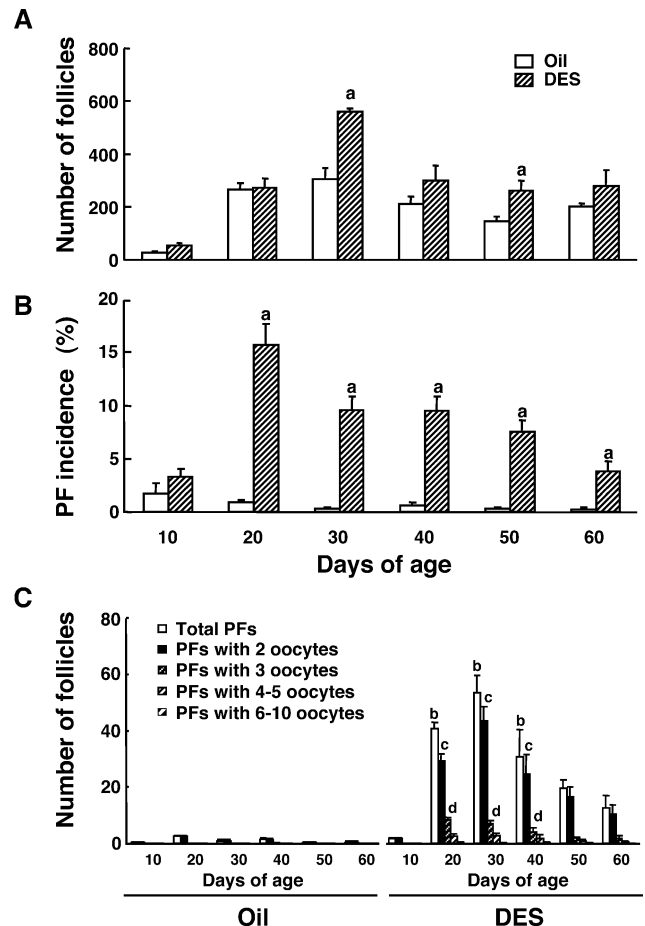 A
Number of follicles
800
600
400
200
0
Oil
DES
a
a
B
PF incidence (%)
20
15
10
5
0
a
a
a
a
a
10 20 30 40 50 60
Days of age
C
Number of follicles
80
60
40
20
0
Total PFs
PFs with 2 oocytes
PFs with 3 oocytes
PFs with 4-5 oocytes
PFs with 6-10 oocytes
b
c
d
b
c
d
b
c
d
10 20 30 40 50 60
10 20 30 40 50 60
Days of age
Days of age
Oil
DES